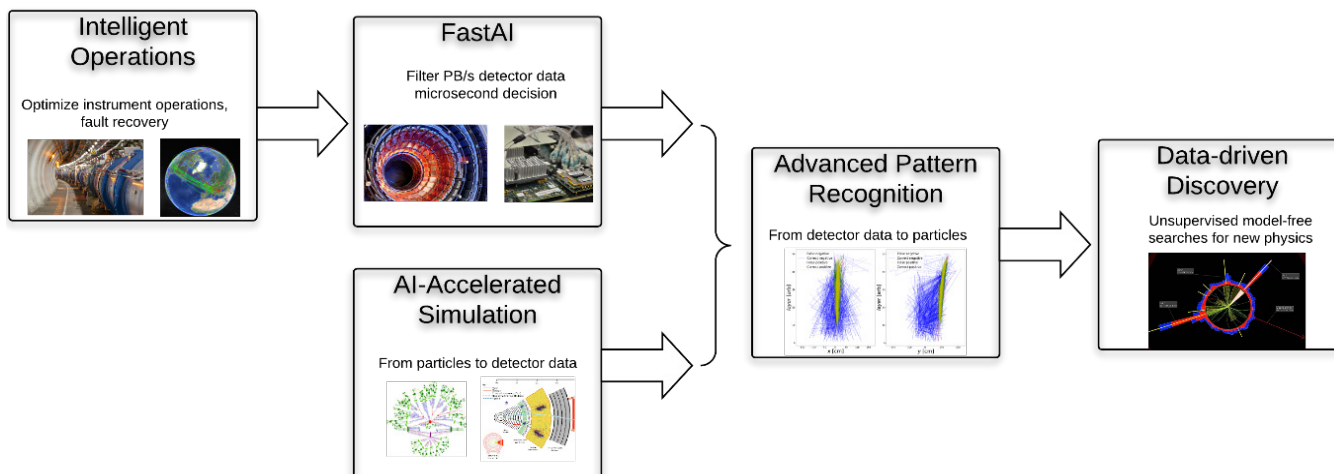 Intelligent
Operations
Optimize instrument operations,
fault recovery
FastAI
Filter PB/s detector data
microsecond decision
AI-Accelerated
Simulation
From particles to detector data
Advanced Pattern
Recognition
From detector data to particles
x [cm]
y [cm]
Data-driven
Discovery
Unsupervised model-free
searches for new physics